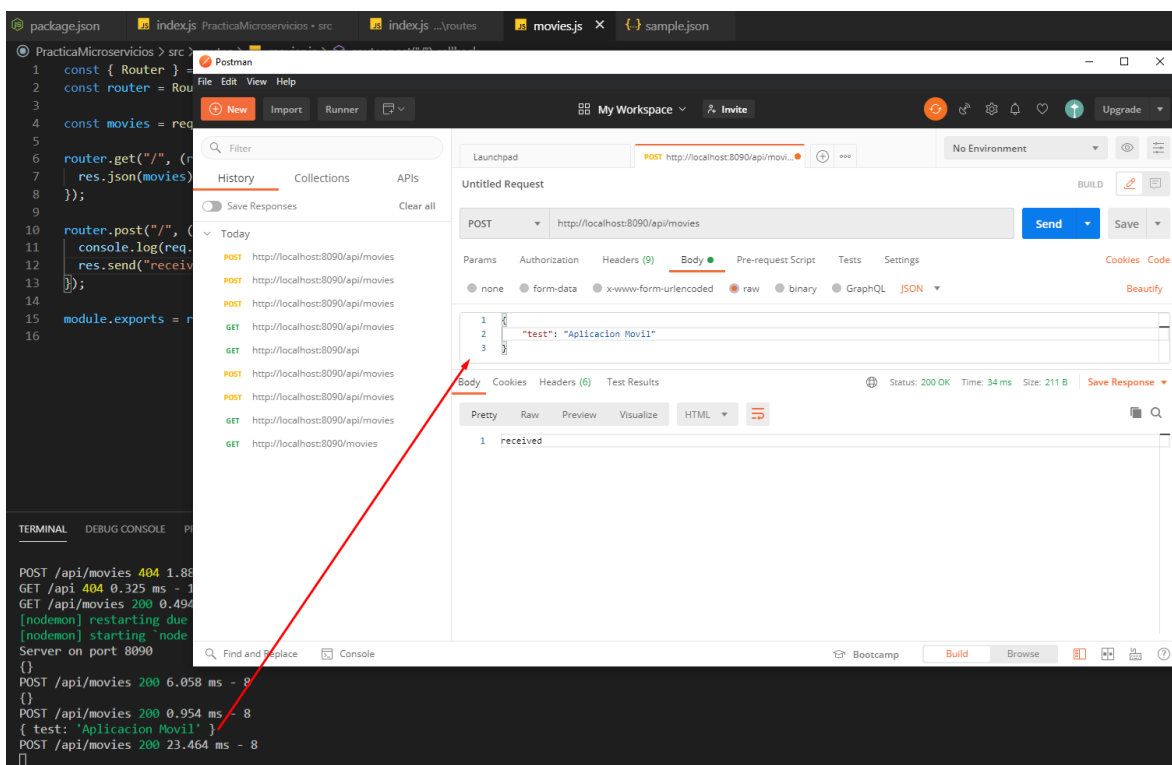 package.json
index.js PracticaMicroservicios • src
index.js ...\routes
movies.js
sample.json
PracticaMicroservicios > src >
1 const { Router } =
2 const router = Rou
3
4 const movies = req
5
6 router.get("/", (r
7 res.json(movies)
8 });
9
10 router.post("/", (
11 console.log(req.
12 res.send("receiv
13 });
14
15 module.exports = r
16
Postman
File Edit View Help
New Import Runner
My Workspace Invite
Upgrade
Filter
History Collections APIs
Save Responses Clear all
Today
POST http://localhost:8090/api/movies
POST http://localhost:8090/api/movies
POST http://localhost:8090/api/movies
GET http://localhost:8090/api/movies
GET http://localhost:8090/api
POST http://localhost:8090/api/movies
POST http://localhost:8090/api/movies
GET http://localhost:8090/api/movies
GET http://localhost:8090/movies
Launchpad
POST http://localhost:8090/api/movi...
No Environment
Untitled Request
BUILD
POST http://localhost:8090/api/movies Send Save
Params Authorization Headers (9) Body Pre-request Script Tests Settings Cookies Code
none form-data x-www-form-urlencoded raw binary GraphQL JSON Beautify
1 {
2 "test": "Aplicacion Movil"
3 }
Body Cookies Headers (6) Test Results
Status: 200 OK Time: 34 ms Size: 211 B Save Response
Pretty Raw Preview Visualize HTML
1 received
Find and Replace Console
Bootcamp Build Browse
TERMINAL DEBUG CONSOLE
POST /api/movies 404 1.88
GET /api 404 0.325 ms - 1
GET /api/movies 200 0.494
[nodemon] restarting due
[nodemon] starting `node
Server on port 8090
{}
POST /api/movies 200 6.058 ms - 8
{}
POST /api/movies 200 0.954 ms - 8
{ test: 'Aplicacion Movil' }
POST /api/movies 200 23.464 ms - 8